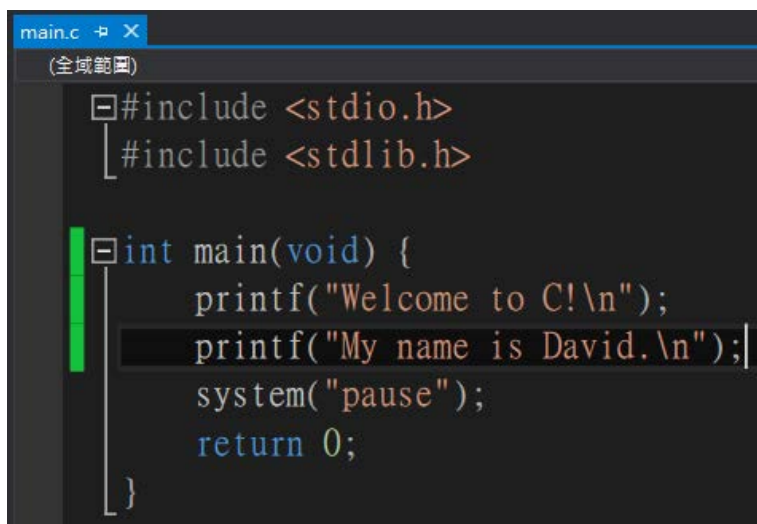 main.c
(全域範圍)
#include <stdio.h>
#include <stdlib.h>
int main(void) {
printf("Welcome to C!\n");
printf("My name is David.\n");
system("pause");
return 0;
}